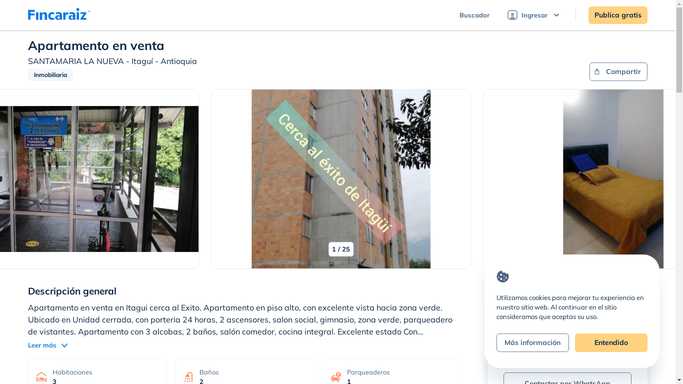 Fincaraiz
Buscador
Ingresar
Publica gratis
Apartamento en venta
SANTAMARIA LA NUEVA - Itaguí - Antioquia
Inmobiliaria
Compartir
Cerca al éxito de Itagüí
1 / 25
Descripción general
Apartamento en venta en Itagui cerca al Exito. Apartamento en piso alto, con excelente vista hacia zona verde.
Ubicado en Unidad cerrada, con portería 24 horas, 2 ascensores, salon social, gimnasio, zona verde, parqueadero
de vistantes. Apartamento con 3 alcobas, 2 baños, salón comedor, cocina integral. Excelente estado Con...
Leer más
Habitaciones
3
Baños
2
Parqueaderos
1
Utilizamos cookies para mejorar tu experiencia en
nuestro sitio web. Al continuar en el sitio
consideramos que aceptas su uso.
Más información
Entendido
Contactar por WhatsApp